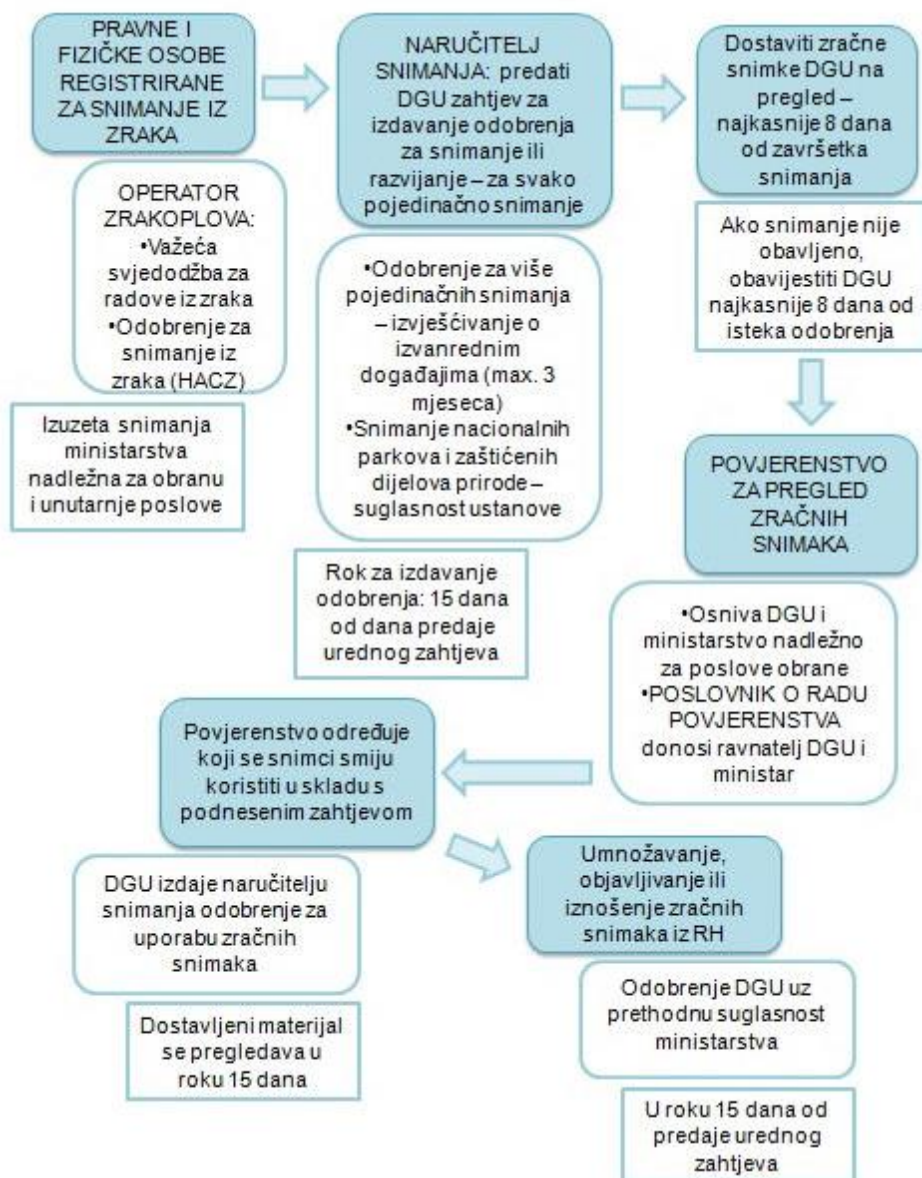 PRAVNE I
FIZIČKE OSOBE
REGISTRIRANE
ZA SNIMANJE IZ
ZRAKA
OPERATOR
ZRAKOPLOVA:
•Važeća
svjedodžba za
radove iz zraka
•Odobrenje za
snimanje iz
zraka (HACZ)
Izuzeta snimanja
ministarstva
nadležna za obranu
i unutarnje poslove
NARUČITELJ
SNIMANJA: predati
DGU zahtjev za
izdavanje odobrenja
za snimanje ili
razvijanje – za svako
pojedinačno snimanje
•Odobrenje za više
pojedinačnih snimanja
– izvješćivanje o
izvanrednim
događajima (max. 3
mjeseca)
•Snimanje nacionalnih
parkova i zaštićenih
dijelova prirode –
suglasnost ustanove
Rok za izdavanje
odobrenja: 15 dana
od dana predaje
urednog zahtjeva
Dostaviti zračne
snimke DGU na
pregled –
najkasnije 8 dana
od završetka
snimanja
Ako snimanje nije
obavljeno,
obavijestiti DGU
najkasnije 8 dana od
isteka odobrenja
POVJERENSTVO
ZA PREGLED
ZRAČNIH
SNIMAKA
•Osniva DGU i
ministarstvo nadležno
za poslove obrane
•POSLOVNIK O RADU
POVJERENSTVA
donosi ravnatelj DGU i
ministar
Povjerenstvo određuje
koji se snimci smiju
koristiti u skladu s
podnesenim zahtjevom
DGU izdaje naručitelju
snimanja odobrenje za
uporabu zračnih
snimaka
Dostavljeni materijal
se pregledava u
roku 15 dana
Umnožavanje,
objavljivanje ili
iznošenje zračnih
snimaka iz RH
Odobrenje DGU uz
prethodnu suglasnost
ministarstva
U roku 15 dana od
predaje urednog
zahtjeva